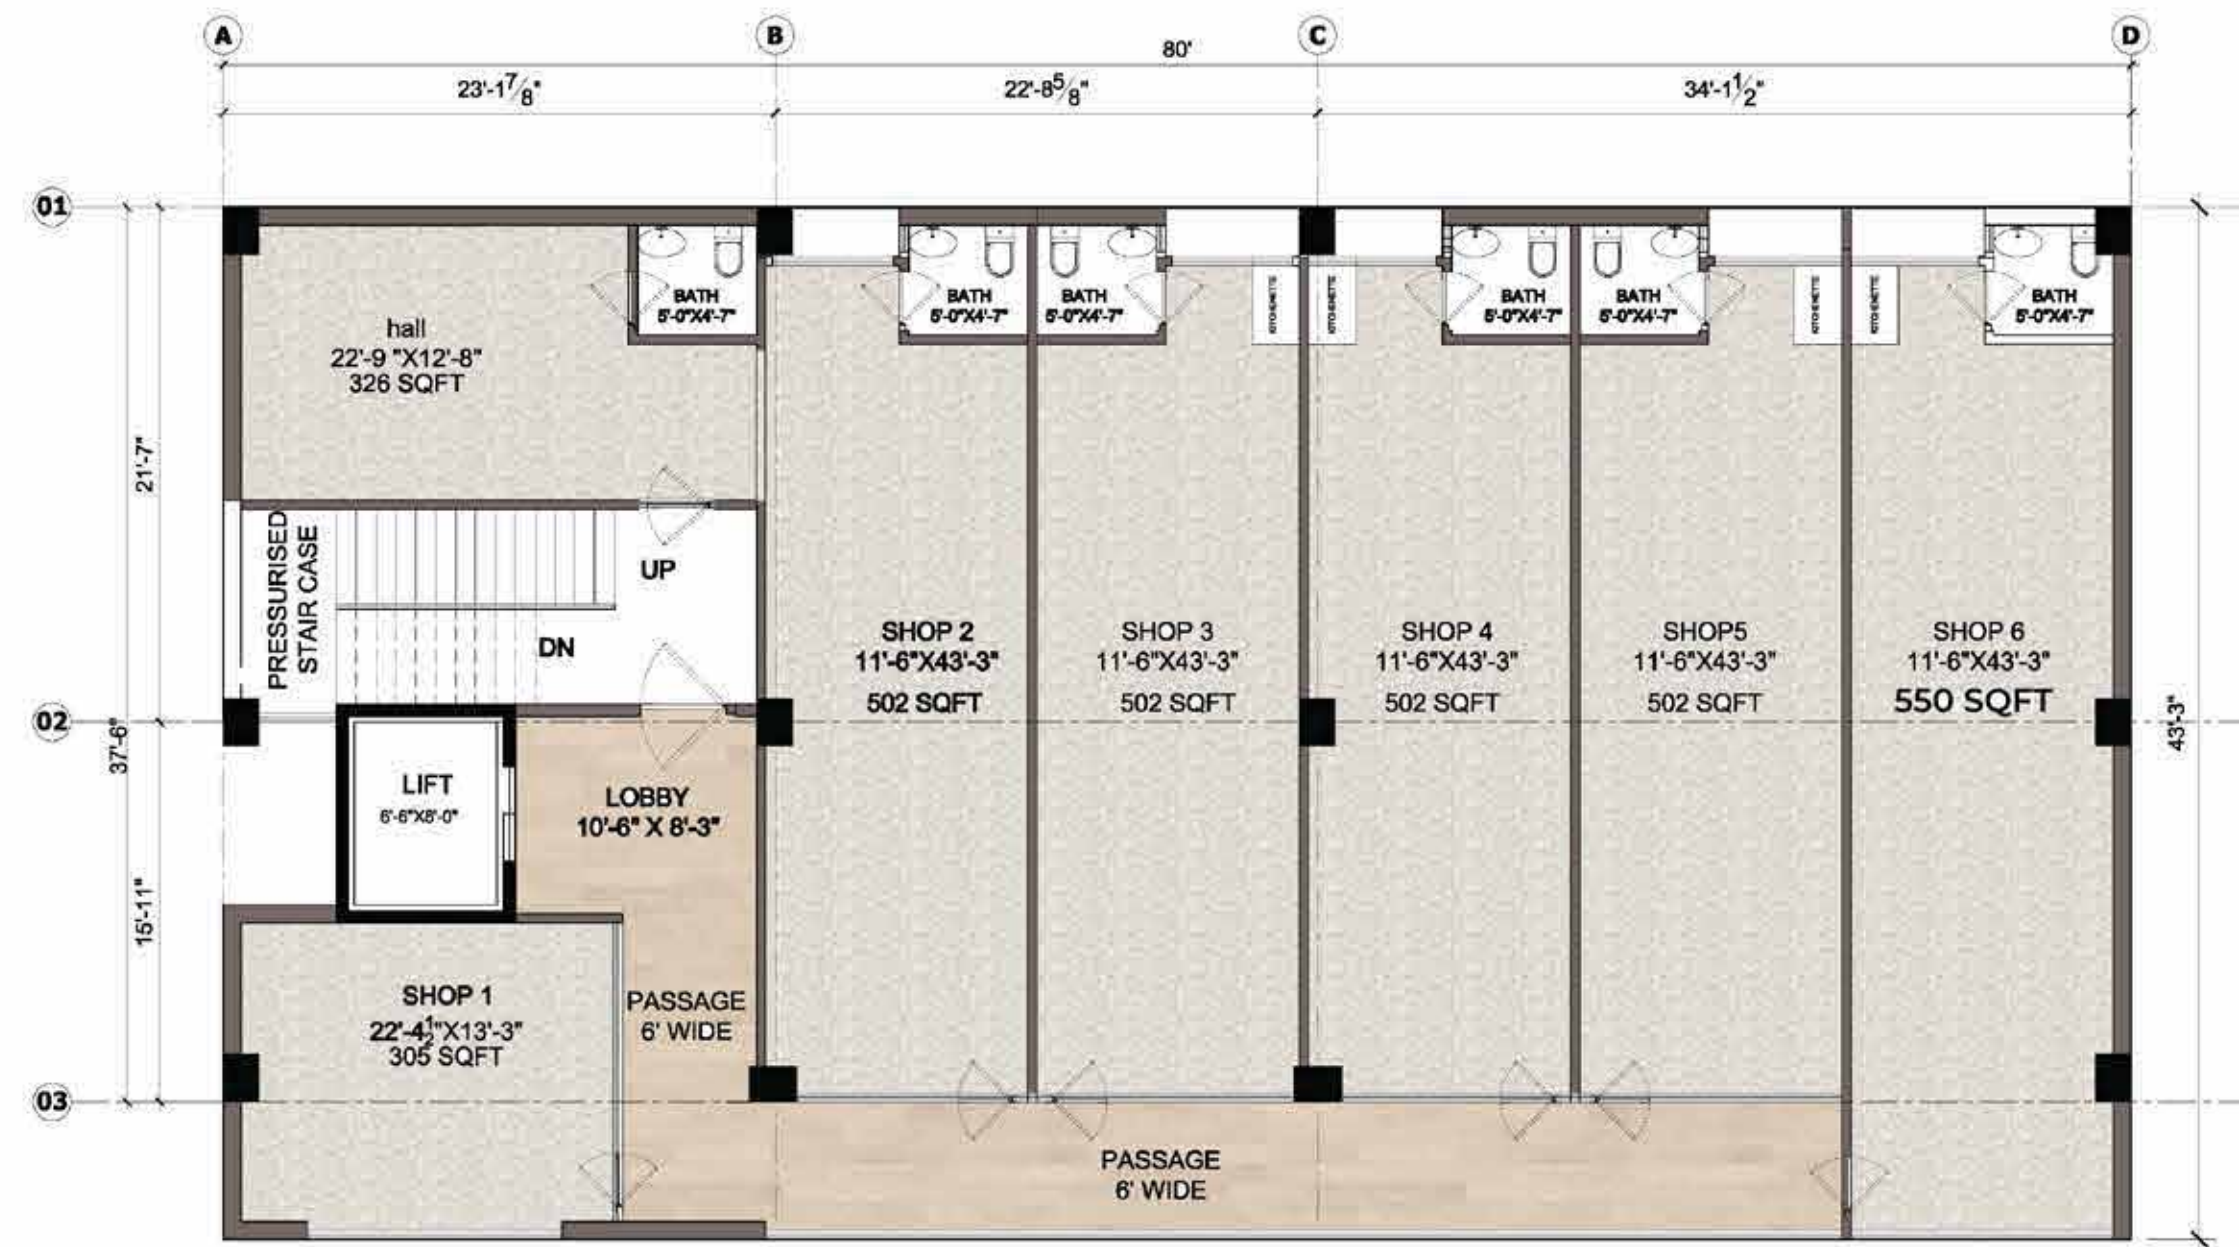 A
B
C
D
80'
23'-1 7/8"
22'-8 5/8"
34'-1 1/2"
01
02
03
21'-7"
37'-6"
15'-11"
43'-3"
hall
22'-9 "X12'-8"
326 SQFT
BATH
5'-0"X4'-7"
BATH
5'-0"X4'-7"
BATH
5'-0"X4'-7"
KITCHENETTE
KITCHENETTE
BATH
5'-0"X4'-7"
BATH
5'-0"X4'-7"
KITCHENETTE
KITCHENETTE
BATH
5'-0"X4'-7"
PRESSURISED
STAIR CASE
UP
DN
SHOP 2
11'-6"X43'-3"
502 SQFT
SHOP 3
11'-6"X43'-3"
502 SQFT
SHOP 4
11'-6"X43'-3"
502 SQFT
SHOP5
11'-6"X43'-3"
502 SQFT
SHOP 6
11'-6"X43'-3"
550 SQFT
LIFT
6'-6"X8'-0"
LOBBY
10'-6" X 8'-3"
SHOP 1
22'-4 1/2"X13'-3"
305 SQFT
PASSAGE
6' WIDE
PASSAGE
6' WIDE